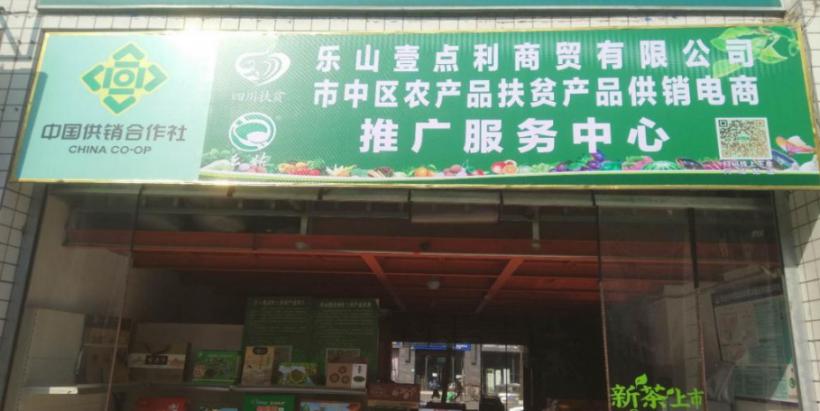 中国供销合作社
CHINA CO-OP
四川扶贫
乐山壹点利商贸有限公司
市中区农产品扶贫产品供销电商
推广服务中心
新茶上市